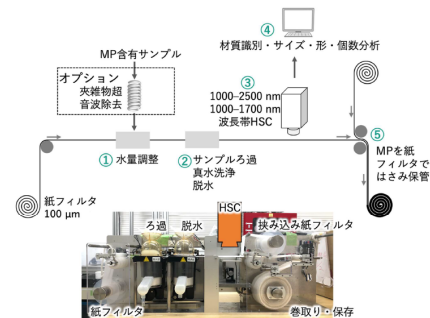 ④
材質識別・サイズ・形・個数分析
MP含有サンプル
オプション
夾雑物超
音波除去
③
1000–2500 nm
1000–1700 nm
波長帯HSC
① 水量調整
② サンプルろ過
真水洗浄
脱水
⑤
MPを紙
フィルタで
はさみ保管
紙フィルタ
100 μm
HSC
ろ過 脱水
挟み込み紙フィルタ
紙フィルタ
巻取り・保存